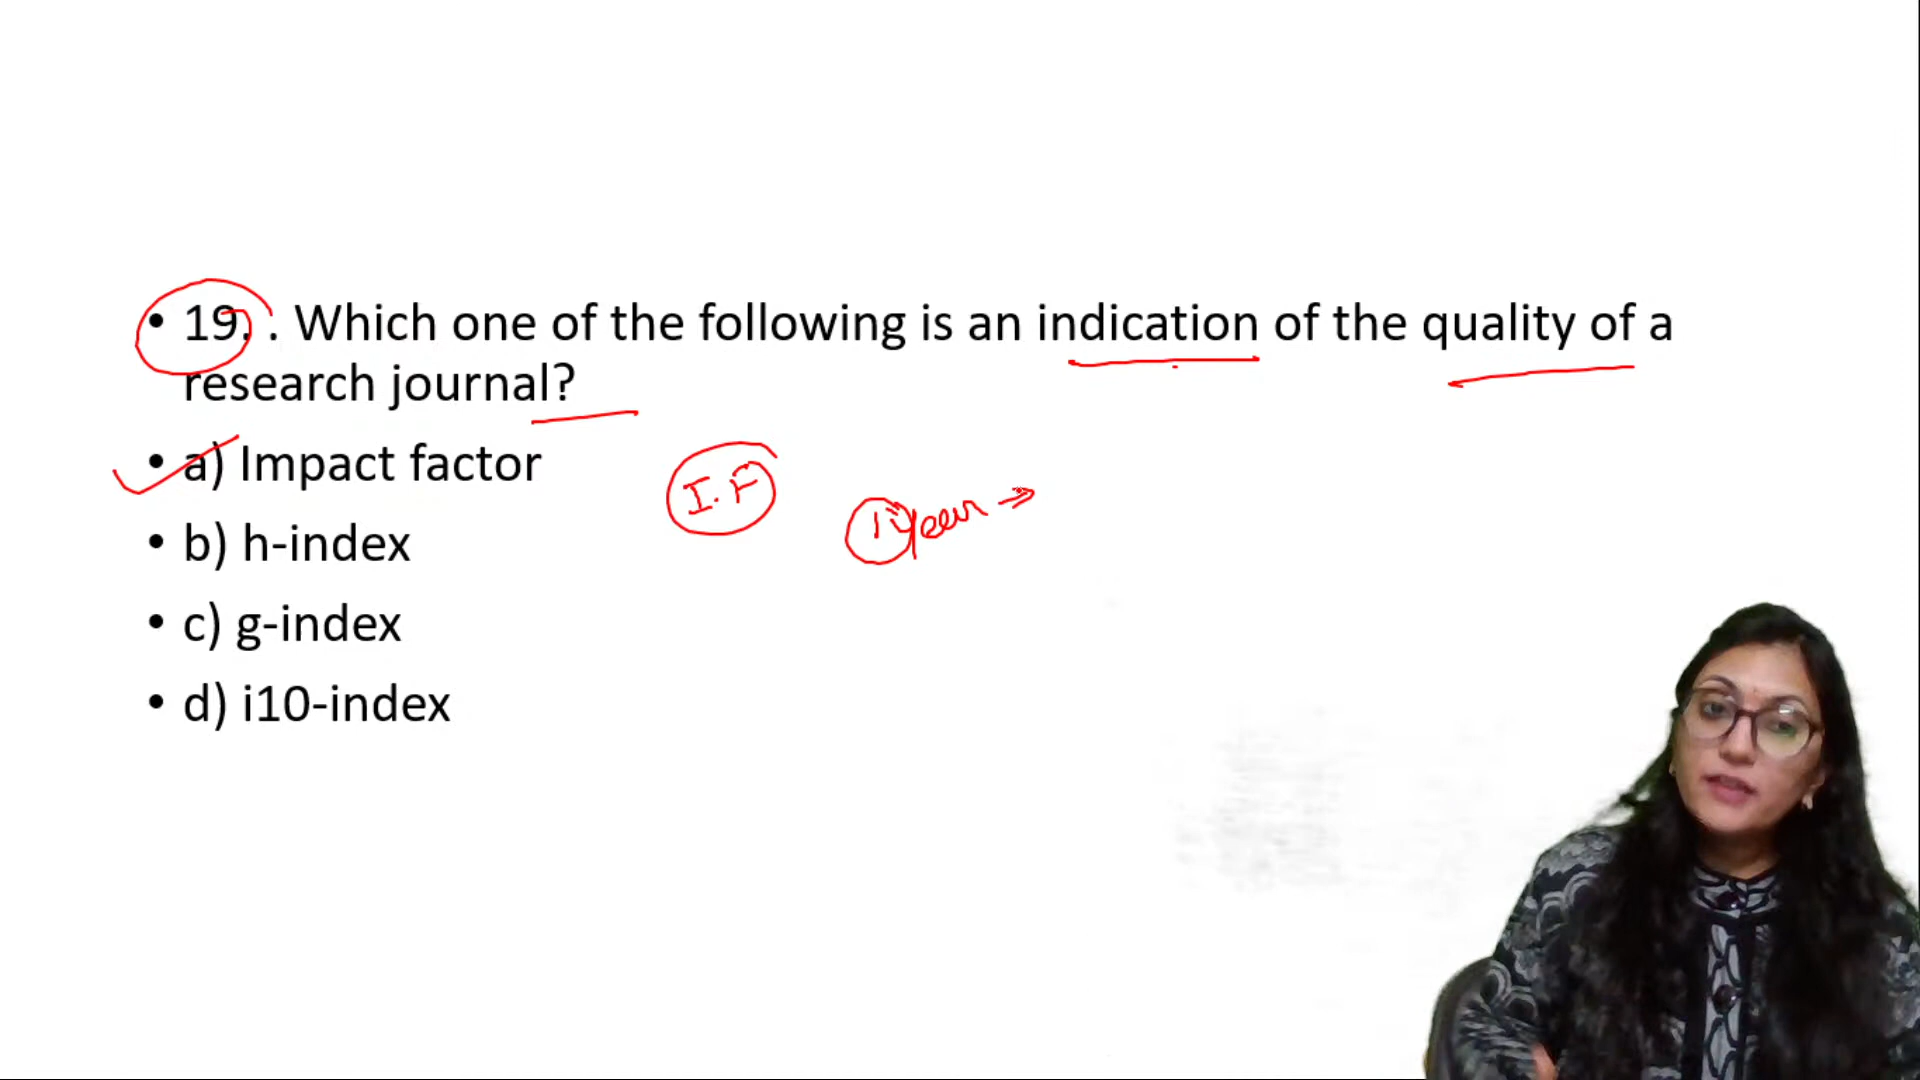 • 19. . Which one of the following is an indication of the quality of a
research journal?
• a) Impact factor
I.F
1 year →
• b) h-index
• c) g-index
• d) i10-index